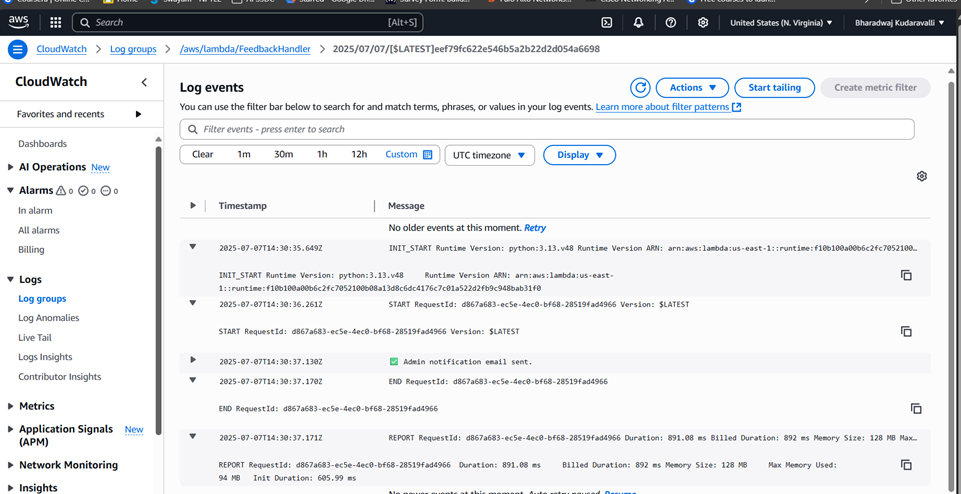 aws
Search
[Alt+S]
United States (N. Virginia)
Bharadwaj Kudaravalli
CloudWatch
Log groups
/aws/lambda/FeedbackHandler
2025/07/07/[$LATEST]eef79fc622e546b5a2b22d2d054a6698
CloudWatch
Favorites and recents
Dashboards
AI Operations New
Alarms 0 0 0
In alarm
All alarms
Billing
Logs
Log groups
Log Anomalies
Live Tail
Logs Insights
Contributor Insights
Metrics
Application Signals (APM) New
Network Monitoring
Insights
Log events
Actions
Start tailing
Create metric filter
You can use the filter bar below to search for and match terms, phrases, or values in your log events. Learn more about filter patterns
Filter events - press enter to search
Clear 1m 30m 1h 12h Custom
UTC timezone
Display
Timestamp Message
No older events at this moment. Retry
2025-07-07T14:30:35.649Z INIT_START Runtime Version: python:3.13.v48 Runtime Version ARN: arn:aws:lambda:us-east-1::runtime:f10b100a00b6c2fc7052100…
INIT_START Runtime Version: python:3.13.v48 Runtime Version ARN: arn:aws:lambda:us-east-
1::runtime:f10b100a00b08a13d8c6dc4176c7c01a522d2fb9c948bab31f0
2025-07-07T14:30:36.261Z START RequestId: d867a683-ec5e-4ec0-bf68-28519fad4966 Version: $LATEST
START RequestId: d867a683-ec5e-4ec0-bf68-28519fad4966 Version: $LATEST
2025-07-07T14:30:37.130Z ✅ Admin notification email sent.
2025-07-07T14:30:37.170Z END RequestId: d867a683-ec5e-4ec0-bf68-28519fad4966
END RequestId: d867a683-ec5e-4ec0-bf68-28519fad4966
2025-07-07T14:30:37.171Z REPORT RequestId: d867a683-ec5e-4ec0-bf68-28519fad4966 Duration: 891.08 ms Billed Duration: 892 ms Memory Size: 128 MB Max…
REPORT RequestId: d867a683-ec5e-4ec0-bf68-28519fad4966 Duration: 891.08 ms Billed Duration: 892 ms Memory Size: 128 MB Max Memory Used:
94 MB Init Duration: 605.99 ms
No newer events at this moment. Auto retry paused. Resume